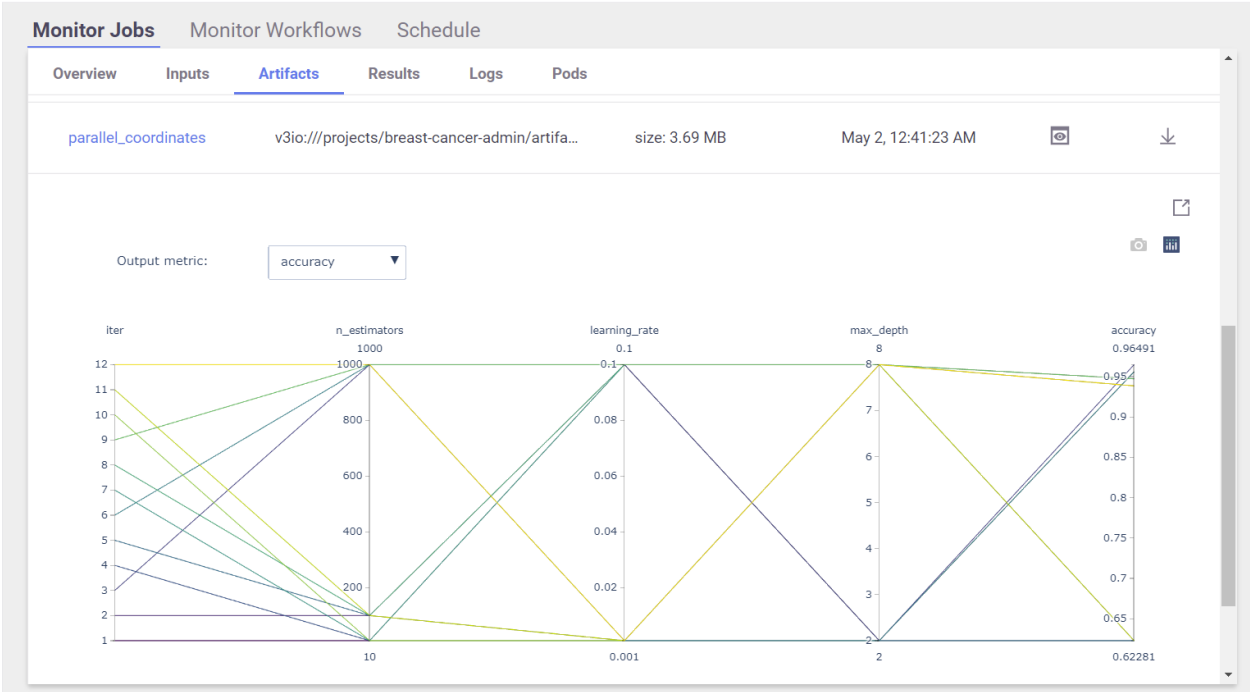 Monitor Jobs Monitor Workflows Schedule
Overview Inputs Artifacts Results Logs Pods
parallel_coordinates v3io:///projects/breast-cancer-admin/artifa... size: 3.69 MB May 2, 12:41:23 AM
Output metric: accuracy
iter n_estimators learning_rate max_depth accuracy
1000 0.1 8 0.96491
12 1000 0.1 8
0.95
11
7
10 800 0.08 0.9
9
6 0.85
8 600 0.06
7 5 0.8
6
400 0.04 0.75
5 4
4 0.7
200 0.02 3
3
2 0.65
1 2
10 0.001 2 0.62281